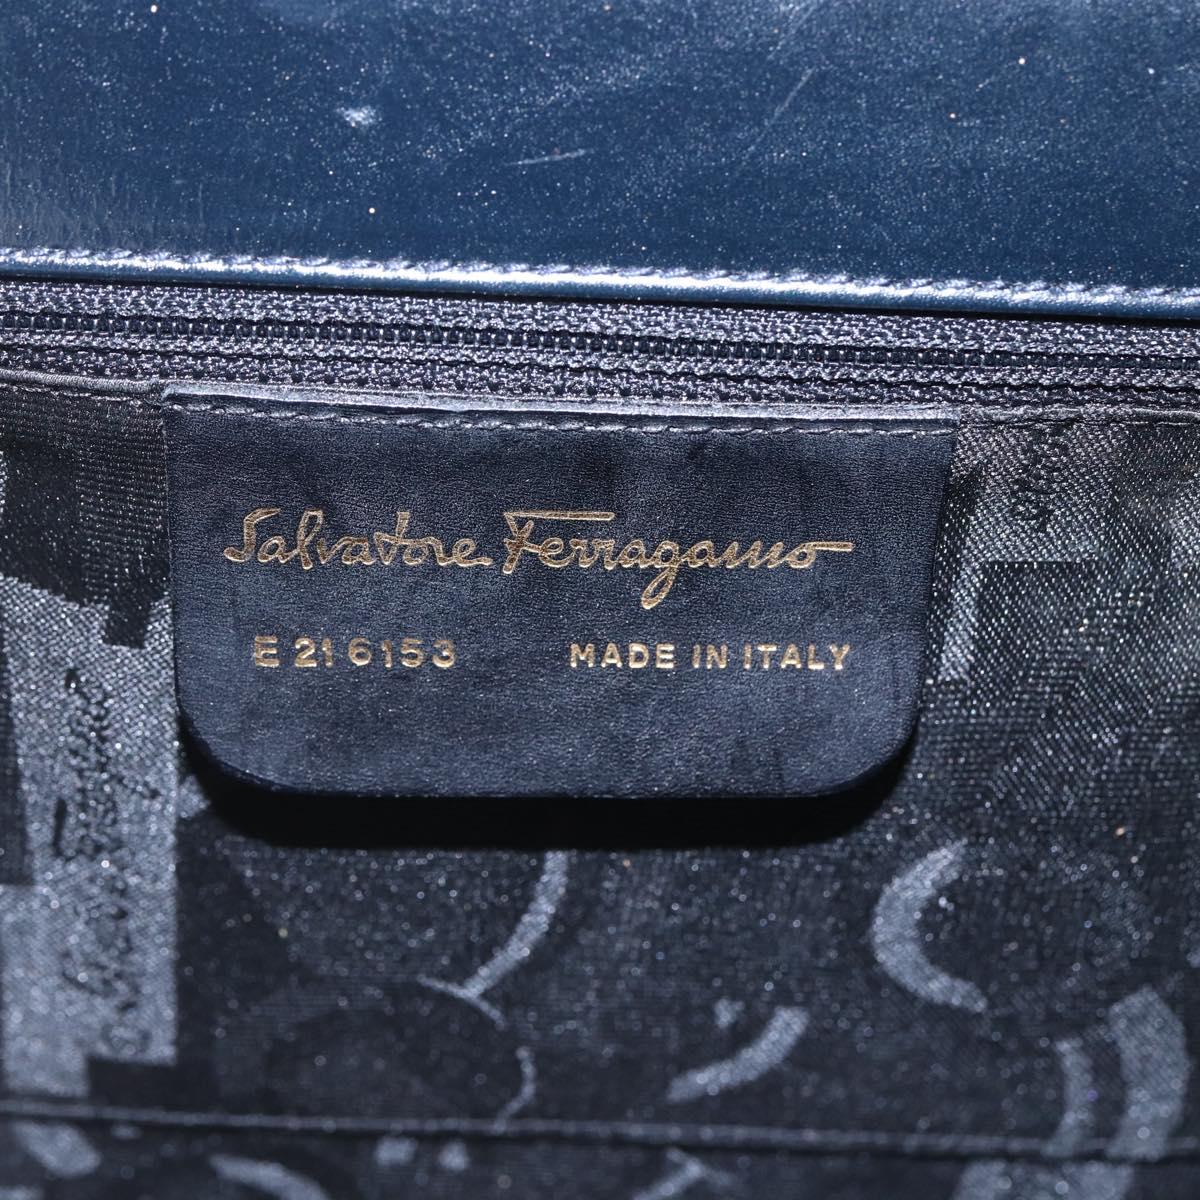 Salvatore Ferragamo
E 21 6153 MADE IN ITALY